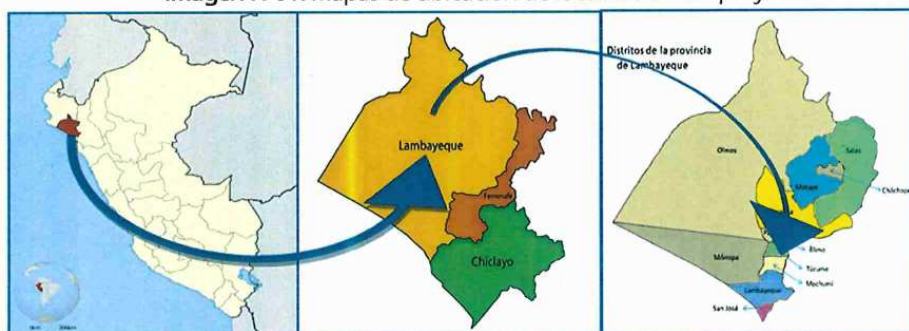 Lambayeque
Ferreñafe
Chiclayo
Distritos de la provincia
de Lambayeque
Olmos
Salas
Motupe
Chóchope
Illimo
Túcume
Mochumí
Mórropa
Lambayeque
San José